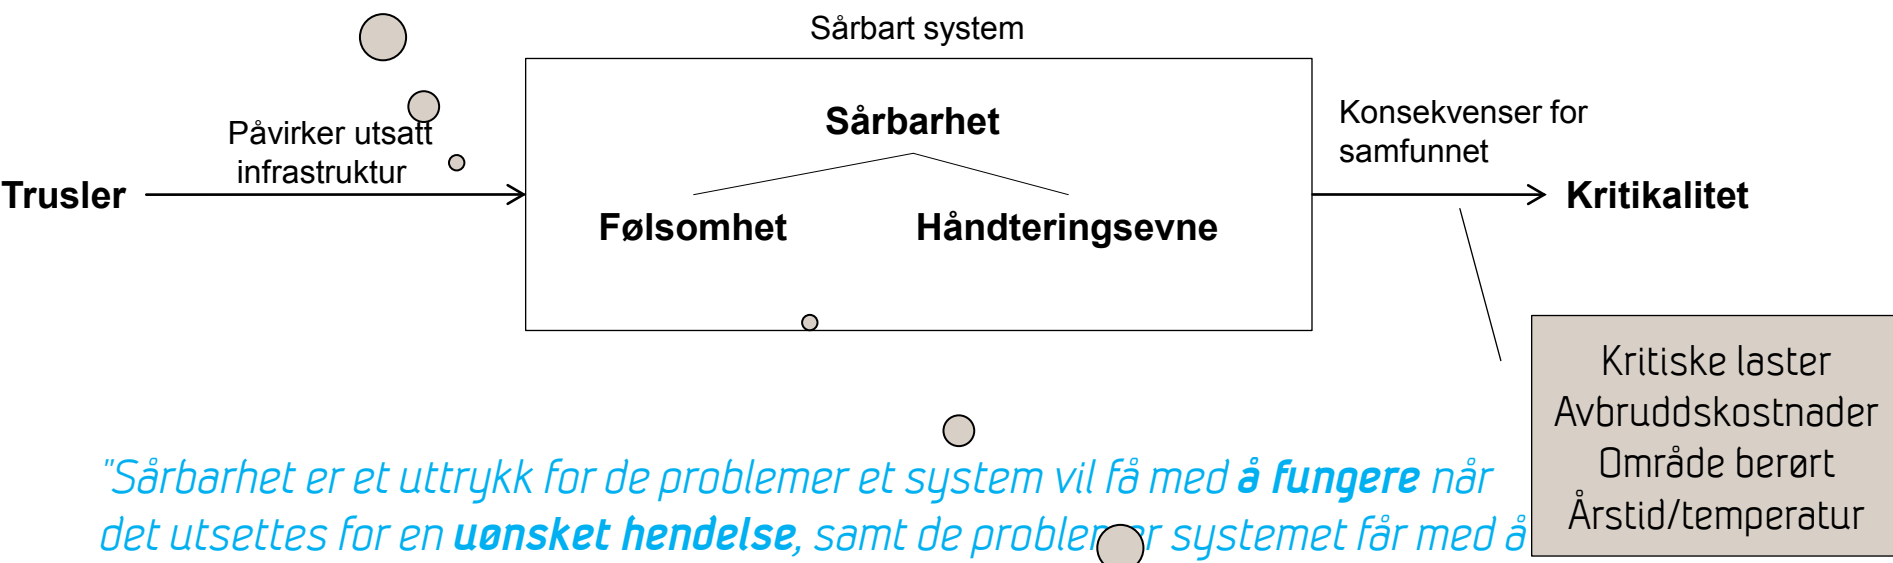 Sårbart system
Påvirker utsatt
infrastruktur
Trusler
Sårbarhet
Følsomhet
Håndteringsevne
Konsekvenser for
samfunnet
Kritikalitet
Kritiske laster
Avbruddskostnader
Område berørt
Årstid/temperatur
"Sårbarhet er et uttrykk for de problemer et system vil få med å fungere når
det utsettes for en uønsket hendelse, samt de problemer systemet får med å